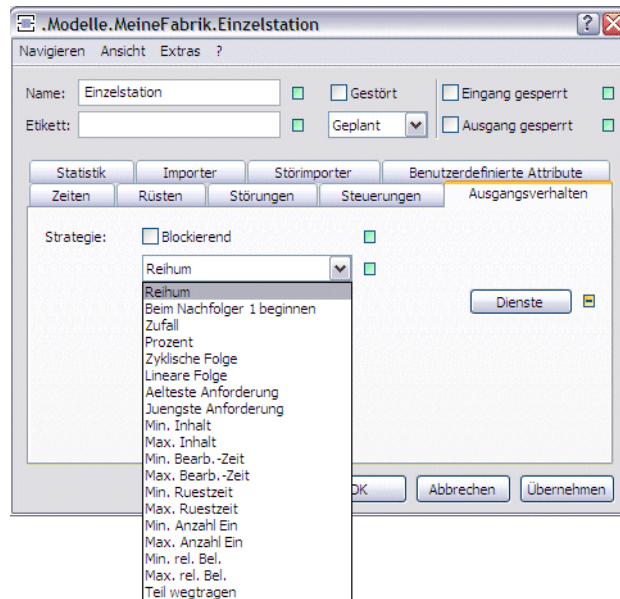 .Modelle.MeineFabrik.Einzelstation
Navigieren Ansicht Extras ?
Name: Einzelstation Gestört Eingang gesperrt
Etikett: Geplant Ausgang gesperrt
Statistik Importer Störimporter Benutzerdefinierte Attribute
Zeiten Rüsten Störungen Steuerungen Ausgangsverhalten
Strategie: Blockierend
Reihum
Reihum
Beim Nachfolger 1 beginnen
Dienste
Zufall
Prozent
Zyklische Folge
Lineare Folge
Aelteste Anforderung
Juengste Anforderung
Min. Inhalt
Max. Inhalt
Min. Bearb.-Zeit
Max. Bearb.-Zeit
Min. Ruestzeit
OK Abbrechen Übernehmen
Max. Ruestzeit
Min. Anzahl Ein
Max. Anzahl Ein
Min. rel. Bel.
Max. rel. Bel.
Teil wegtragen